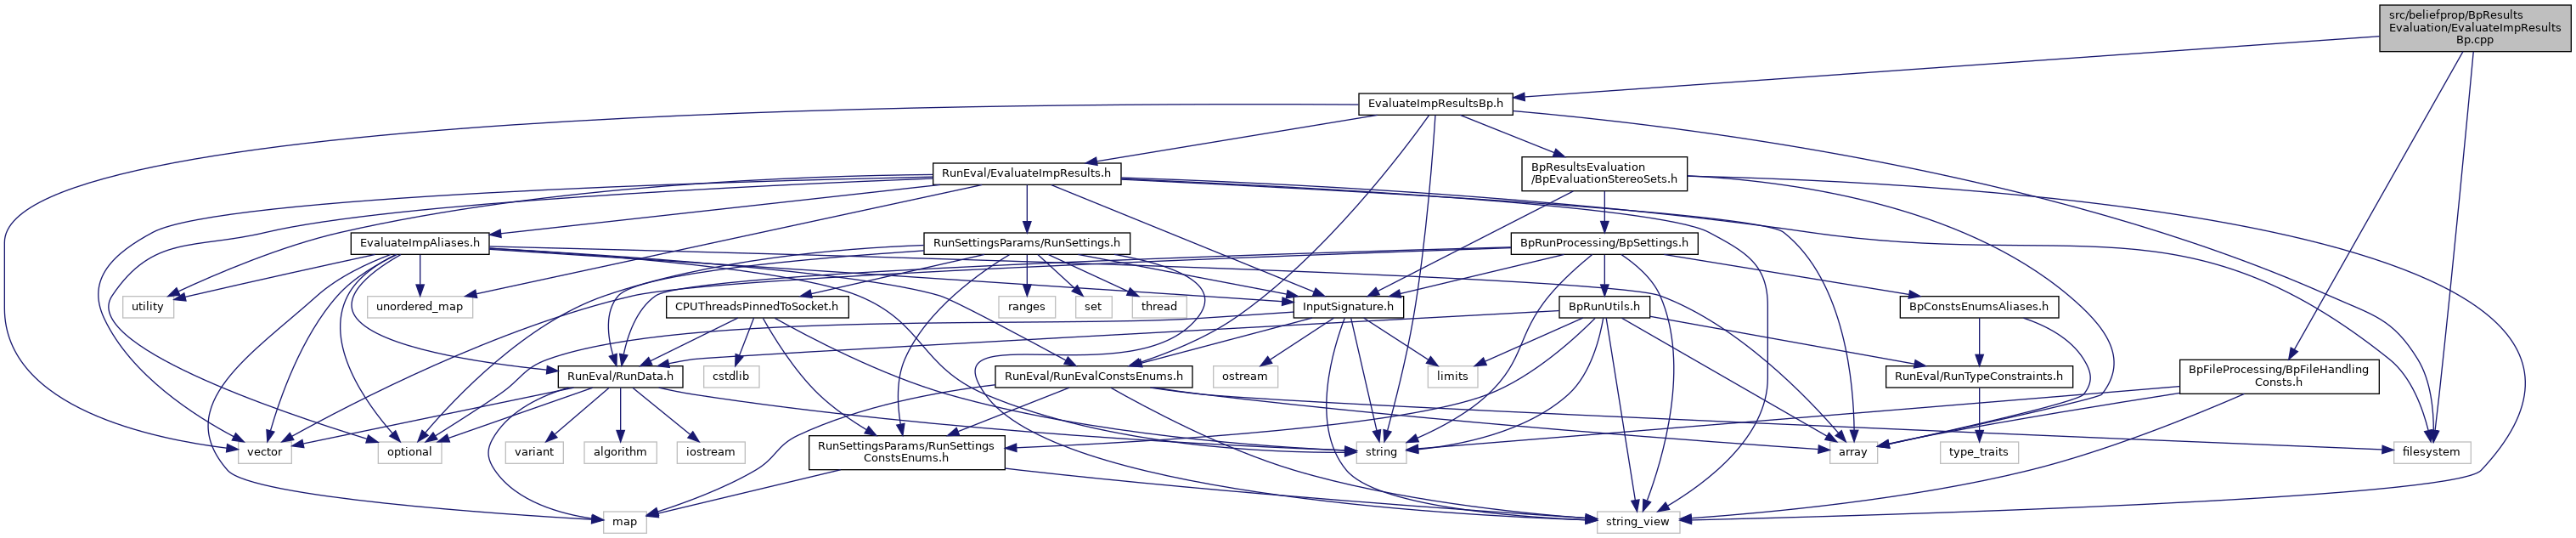 src/beliefprop/BpResults
Evaluation/EvaluateImpResults
Bp.cpp
EvaluateImpResultsBp.h
RunEval/EvaluateImpResults.h
BpResultsEvaluation
/BpEvaluationStereoSets.h
EvaluateImpAliases.h
RunSettingsParams/RunSettings.h
BpRunProcessing/BpSettings.h
utility
unordered_map
CPUThreadsPinnedToSocket.h
ranges
set
thread
InputSignature.h
BpRunUtils.h
BpConstsEnumsAliases.h
RunEval/RunData.h
cstdlib
RunEval/RunEvalConstsEnums.h
ostream
limits
RunEval/RunTypeConstraints.h
BpFileProcessing/BpFileHandling
Consts.h
vector
optional
variant
algorithm
iostream
RunSettingsParams/RunSettings
ConstsEnums.h
string
array
type_traits
filesystem
map
string_view